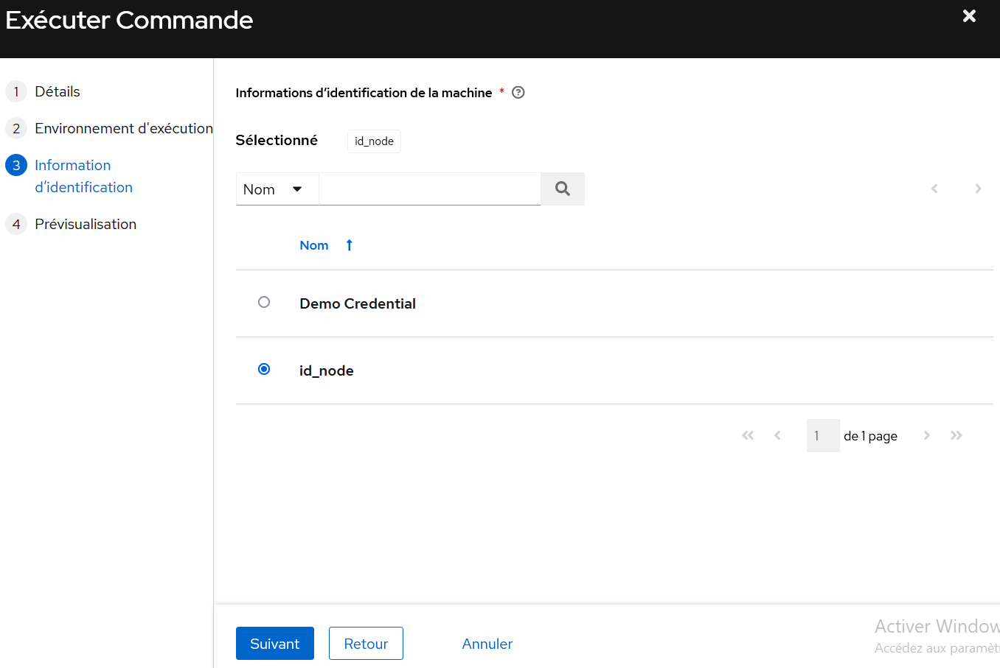 Exécuter Commande
1 Détails
2 Environnement d'exécution
3 Information
d’identification
4 Prévisualisation
Informations d’identification de la machine *
Sélectionné id_node
Nom
Nom
Demo Credential
id_node
1 de 1 page
Suivant Retour Annuler
Activer Window
Accédez aux paramètr